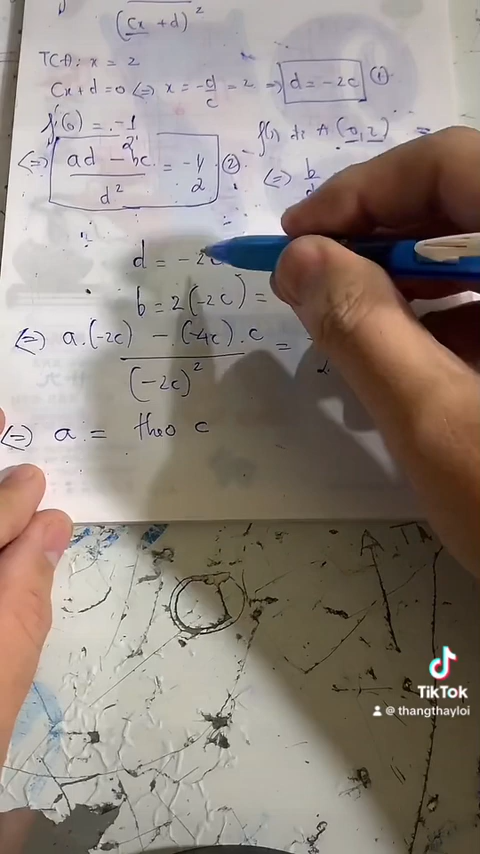 (cx + d)²
TCĐ: x = 2
Cx + d = 0 <=> x = -d/c = 2 => d = -2c ①
f'(0) = -1/2
f(x) đi A(0,2) =
<=> ad - bc / d² = -1/2 ②
<=> b
d = -2c
b = 2(-2c) =
<=> a.(-2c) - (-4c).c / (-2c)² =
2
<=> a = theo c
TikTok
@thangthayloi